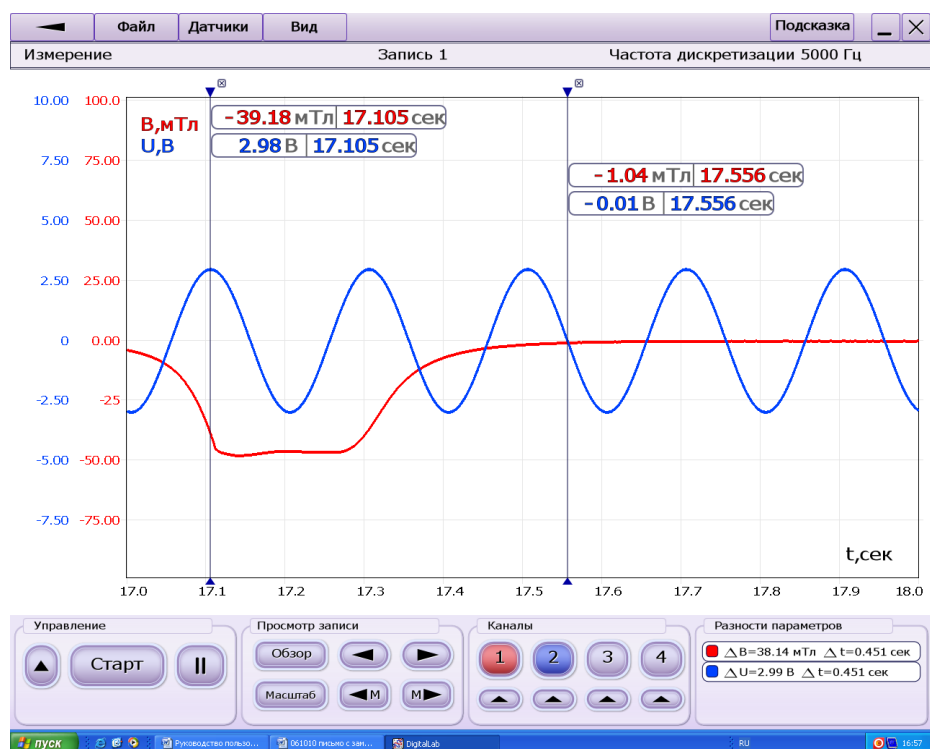 Файл Датчики Вид Подсказка
Измерение Запись 1 Частота дискретизации 5000 Гц
В,мТл
U,В
-39.18 мТл 17.105 сек
2.98 В 17.105 сек
-1.04 мТл 17.556 сек
-0.01 В 17.556 сек
10.00 100.0
7.50 75.00
5.00 50.00
2.50 25.00
0 0.00
-2.50 -25
-5.00 -50.00
-7.50 -75.00
t,сек
17.0 17.1 17.2 17.3 17.4 17.5 17.6 17.7 17.8 17.9 18.0
Управление Просмотр записи Каналы Разности параметров
Старт Обзор 1 2 3 4
Масштаб М М
△В=38.14 мТл △t=0.451 сек
△U=2.99 В △t=0.451 сек
пуск Руководство пользо... 061010 письмо с зам... DigitalLab RU 16:57